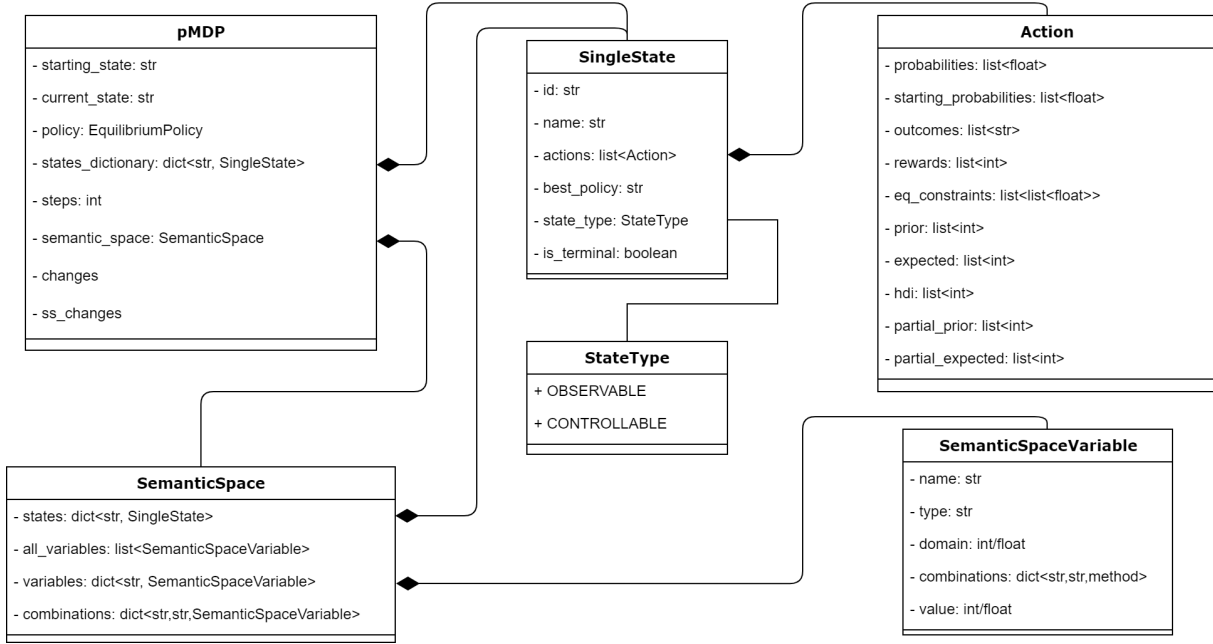 pMDP
- starting_state: str
- current_state: str
- policy: EquilibriumPolicy
- states_dictionary: dict<str, SingleState>
- steps: int
- semantic_space: SemanticSpace
- changes
- ss_changes
SingleState
- id: str
- name: str
- actions: list<Action>
- best_policy: str
- state_type: StateType
- is_terminal: boolean
Action
- probabilities: list<float>
- starting_probabilities: list<float>
- outcomes: list<str>
- rewards: list<int>
- eq_constraints: list<list<float>>
- prior: list<int>
- expected: list<int>
- hdi: list<int>
- partial_prior: list<int>
- partial_expected: list<int>
StateType
+ OBSERVABLE
+ CONTROLLABLE
SemanticSpace
- states: dict<str, SingleState>
- all_variables: list<SemanticSpaceVariable>
- variables: dict<str, SemanticSpaceVariable>
- combinations: dict<str,str,SemanticSpaceVariable>
SemanticSpaceVariable
- name: str
- type: str
- domain: int/float
- combinations: dict<str,str,method>
- value: int/float